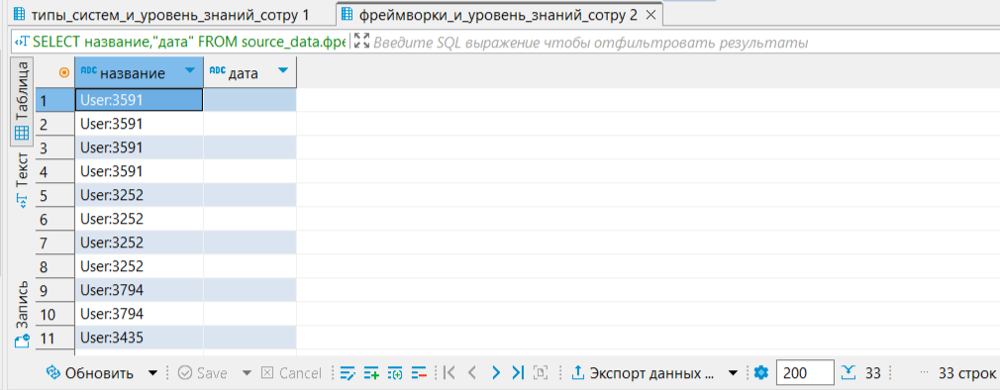 типы_систем_и_уровень_знаний_сотру 1
фреймворки_и_уровень_знаний_сотру 2
SELECT название,"дата" FROM source_data.фре
Введите SQL выражение чтобы отфильтровать результаты
Таблица
Текст
Запись
ABC название
ABC дата
1 User:3591
2 User:3591
3 User:3591
4 User:3591
5 User:3252
6 User:3252
7 User:3252
8 User:3252
9 User:3794
10 User:3794
11 User:3435
Обновить Save Cancel Экспорт данных ... 200 33 ... 33 строк